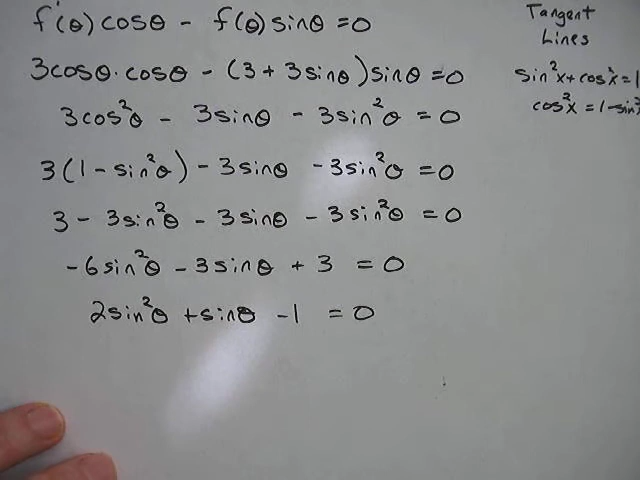 f'(θ)cosθ - f(θ)sinθ = 0
3cosθ·cosθ - (3 + 3sinθ)sinθ = 0
3cos²θ - 3sinθ - 3sin²θ = 0
3(1 - sin²θ) - 3sinθ - 3sin²θ = 0
3 - 3sin²θ - 3sinθ - 3sin²θ = 0
-6sin²θ - 3sinθ + 3 = 0
2sin²θ + sinθ - 1 = 0
Tangent
Lines
sin²x + cos²x = 1
cos²x = 1 - sin²